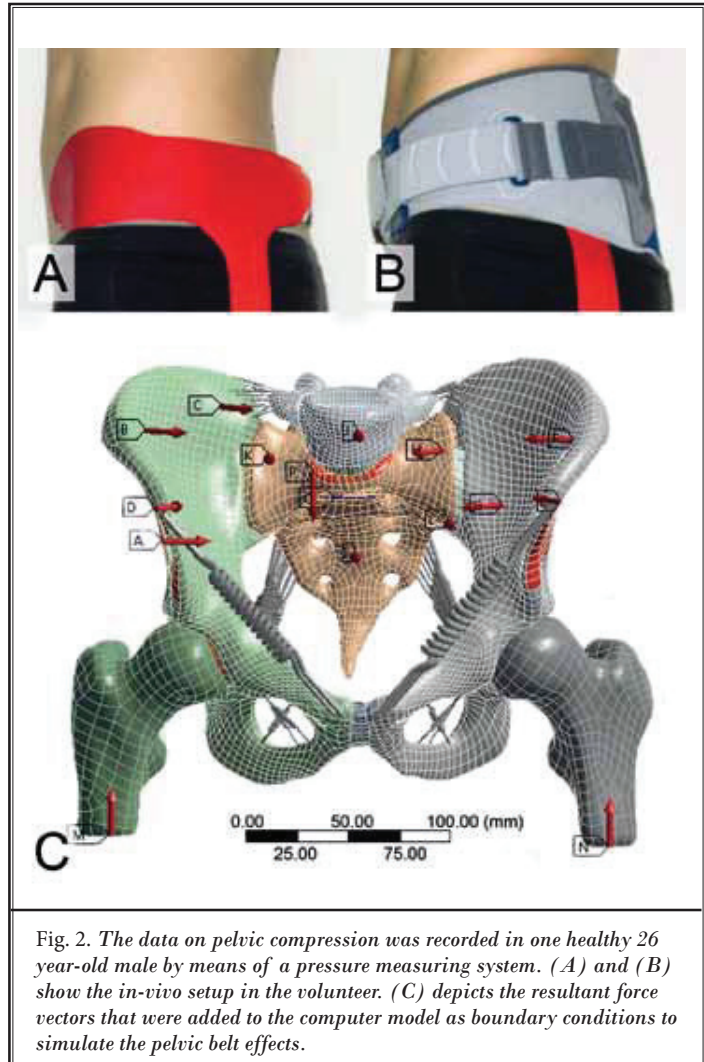 A
B
C
B
K
J
D
A
M
N
C
0.00 50.00 100.00 (mm)
25.00 75.00
Fig. 2. The data on pelvic compression was recorded in one healthy 26
year-old male by means of a pressure measuring system. (A) and (B)
show the in-vivo setup in the volunteer. (C) depicts the resultant force
vectors that were added to the computer model as boundary conditions to
simulate the pelvic belt effects.